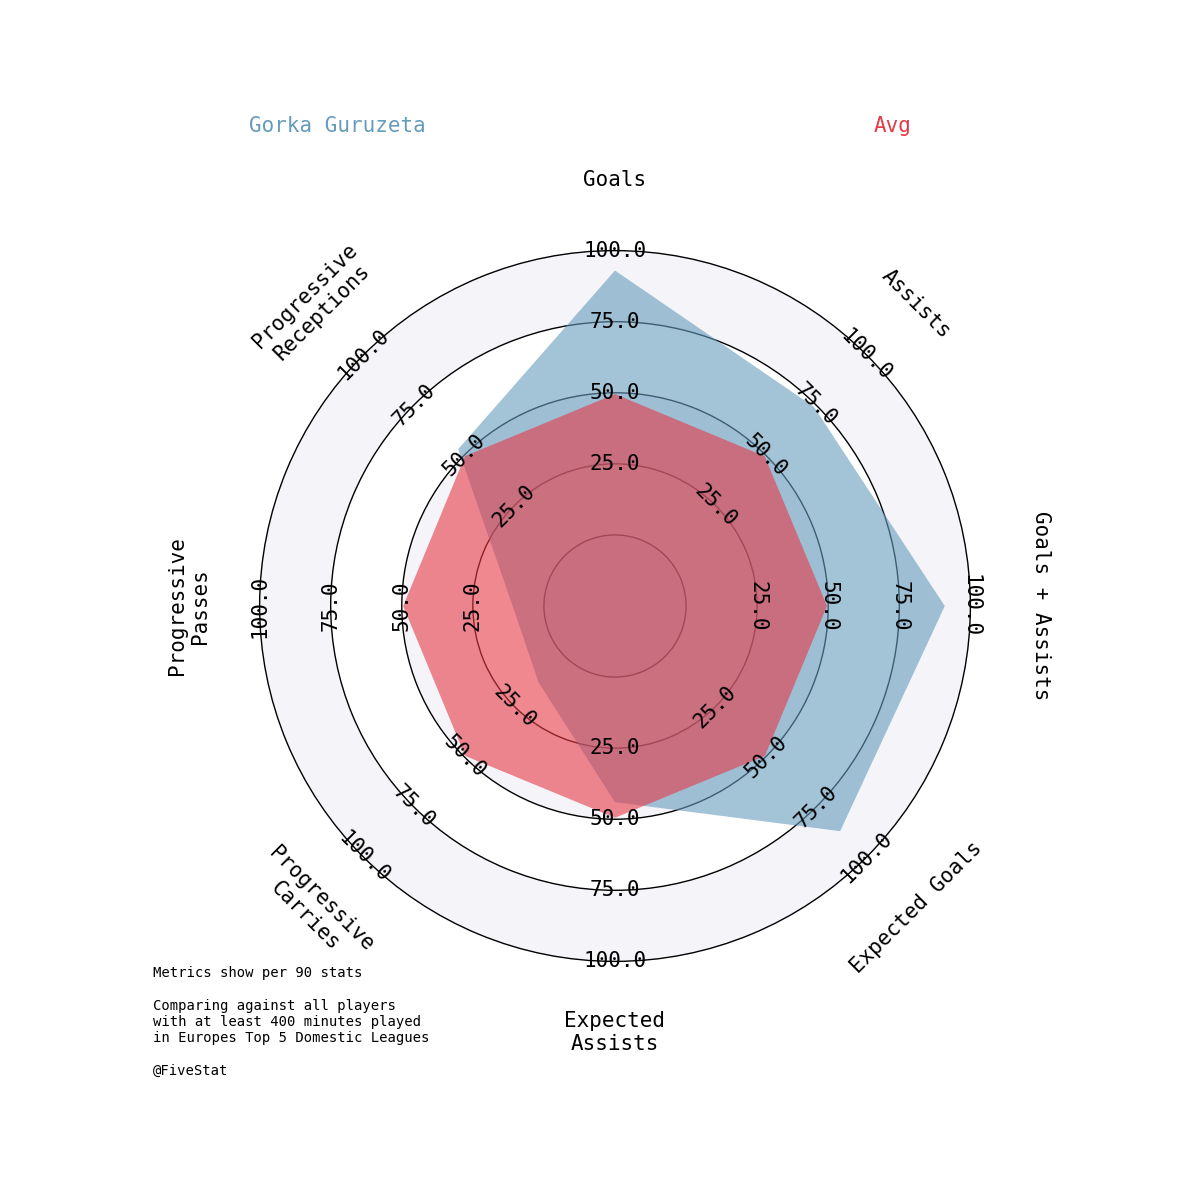 Gorka Guruzeta
Avg
Goals
Assists
Goals + Assists
Expected Goals
Expected
Assists
Progressive
Carries
Progressive
Passes
Progressive
Receptions
25.0
50.0
75.0
100.0
25.0
50.0
75.0
100.0
25.0
50.0
75.0
100.0
25.0
50.0
75.0
100.0
25.0
50.0
75.0
100.0
25.0
50.0
75.0
100.0
25.0
50.0
75.0
100.0
25.0
50.0
75.0
100.0
Metrics show per 90 stats
Comparing against all players
with at least 400 minutes played
in Europes Top 5 Domestic Leagues
@FiveStat